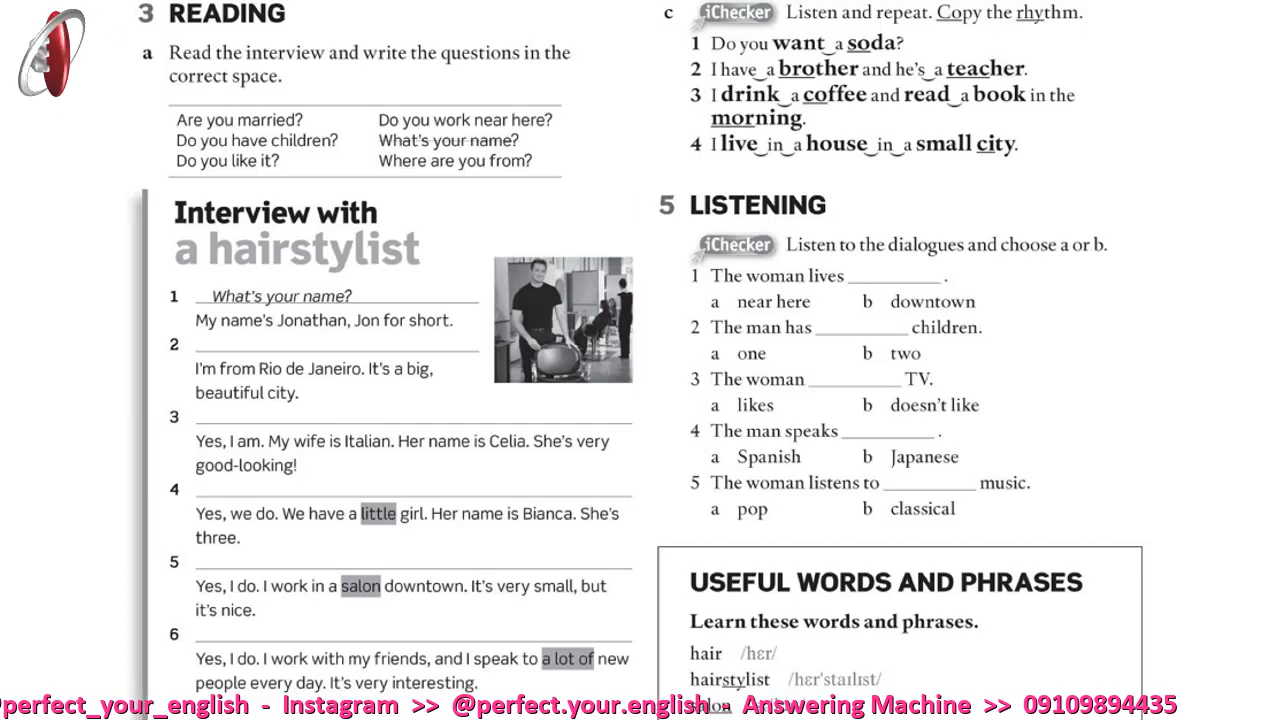 3 READING
a Read the interview and write the questions in the
correct space.
Are you married? Do you work near here?
Do you have children? What's your name?
Do you like it? Where are you from?
Interview with
a hairstylist
1 What's your name?
My name's Jonathan, Jon for short.
2
I'm from Rio de Janeiro. It's a big,
beautiful city.
3
Yes, I am. My wife is Italian. Her name is Celia. She's very
good-looking!
4
Yes, we do. We have a little girl. Her name is Bianca. She's
three.
5
Yes, I do. I work in a salon downtown. It's very small, but
it's nice.
6
Yes, I do. I work with my friends, and I speak to a lot of new
people every day. It's very interesting.
c iChecker Listen and repeat. Copy the rhythm.
1 Do you want a soda?
2 I have a brother and he's a teacher.
3 I drink a coffee and read a book in the
morning.
4 I live in a house in a small city.
5 LISTENING
iChecker Listen to the dialogues and choose a or b.
1 The woman lives __________ .
a near here b downtown
2 The man has __________ children.
a one b two
3 The woman __________ TV.
a likes b doesn't like
4 The man speaks __________ .
a Spanish b Japanese
5 The woman listens to __________ music.
a pop b classical
USEFUL WORDS AND PHRASES
Learn these words and phrases.
hair /hɛr/
hairstylist /hɛr'staɪlɪst/
salon
perfect_your_english - Instagram >> @perfect.your.english - Answering Machine >> 09109894435